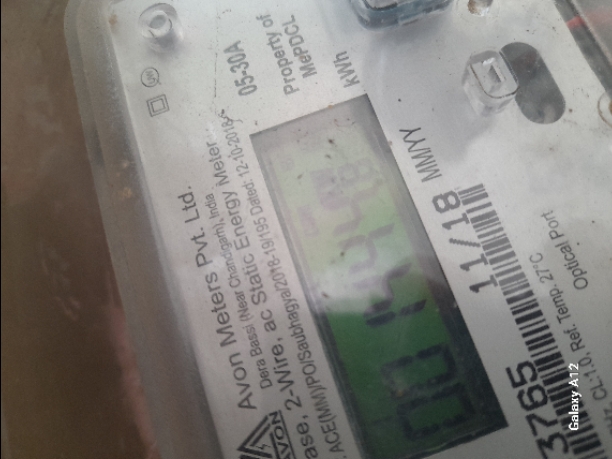 Avon Meters Pvt. Ltd.
Dera Bassi (Near Chandigarh), India
2-Wire, ac Static Energy Meter
ACE(MM)/PO/Saubhagya/2018-19/195 Dated: 12-10-2018
AVON
05-30A
Property of
MePDCL
kWh
11/18 MM/YY
3765
Ref. Temp. 27°C
Optical Port
Galaxy A12